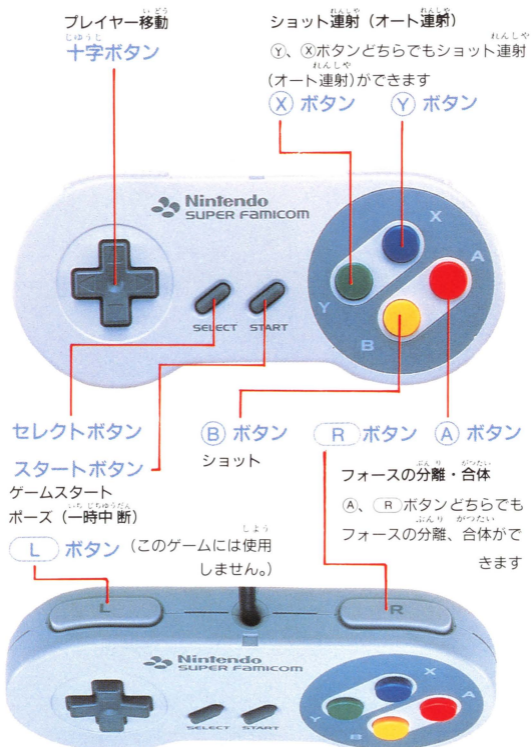 プレイヤー移動
十字ボタン
ショット連射（オート連射）
Ⓨ、Ⓧボタンどちらでもショット連射
（オート連射）ができます
Ⓧ ボタン
Ⓨ ボタン
Nintendo
SUPER FAMICOM
X
A
Y
B
SELECT
START
セレクトボタン
スタートボタン
ゲームスタート
ポーズ（一時中断）
Ⓑ ボタン
ショット
R ボタン
Ⓐ ボタン
フォースの分離・合体
Ⓐ、R ボタンどちらでも
フォースの分離、合体がで
きます
L ボタン（このゲームには使用
しません。）
L
R
Nintendo
SUPER FAMICOM
X
A
Y
B
SELECT
START